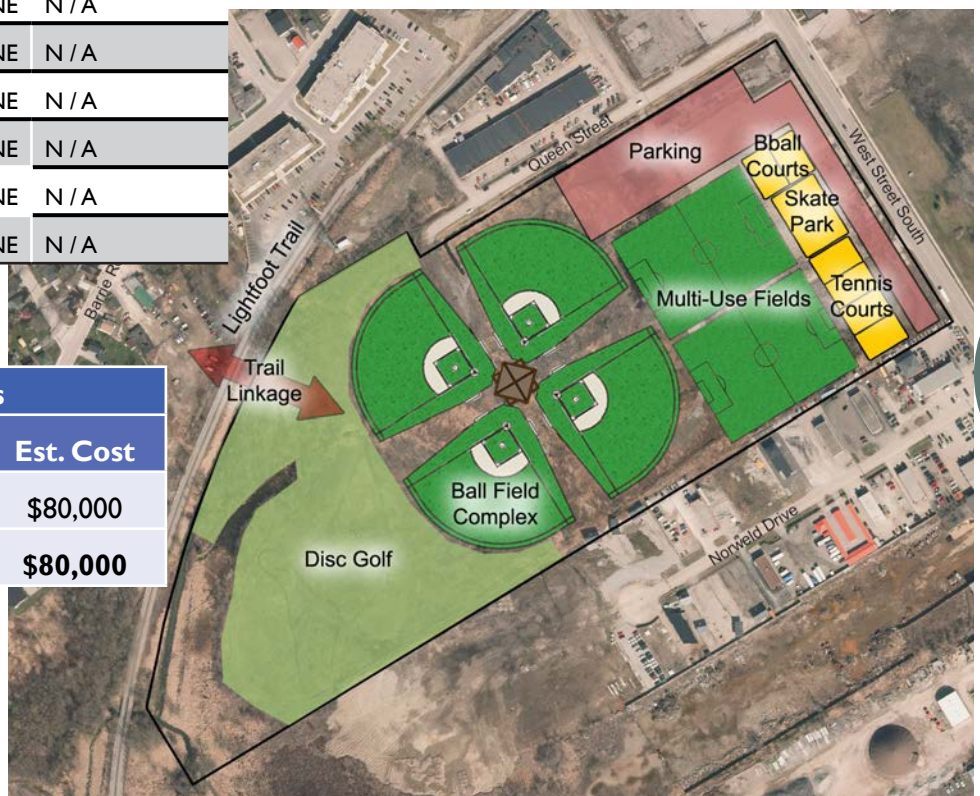 NE N / A
NE N / A
NE N / A
NE N / A
NE N / A
NE N / A
Queen Street
Parking
Bball
Courts
West Street South
Skate
Park
Lightfoot Trail
Multi-Use Fields
Tennis
Courts
Trail
Linkage
s
Est. Cost
$80,000
$80,000
Ball Field
Complex
Norweld Drive
Disc Golf